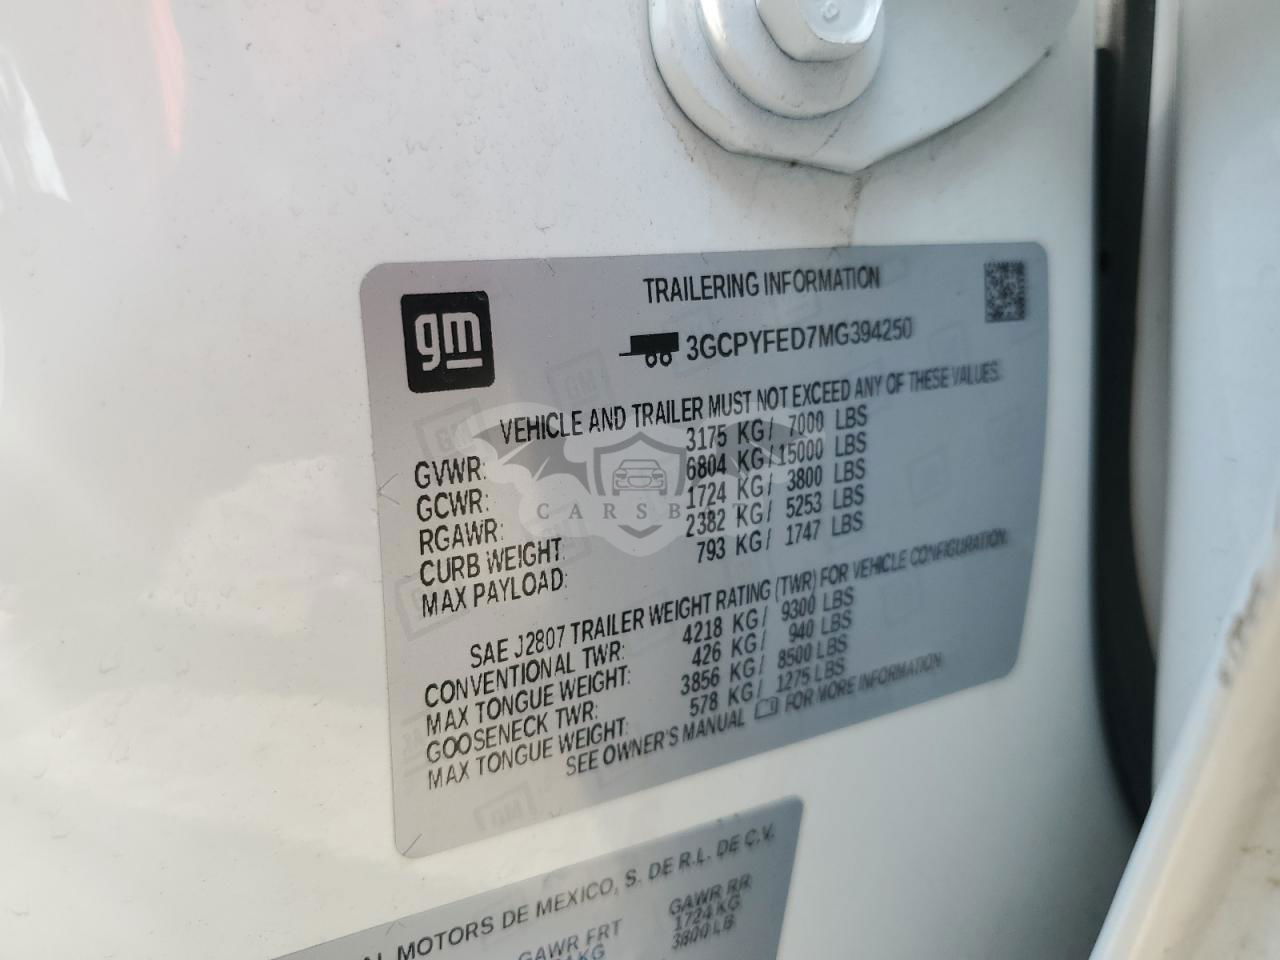 gm
TRAILERING INFORMATION
3GCPYFED7MG394250
VEHICLE AND TRAILER MUST NOT EXCEED ANY OF THESE VALUES.
GVWR: 3175 KG/ 7000 LBS
GCWR: 6804 KG/15000 LBS
RGAWR: 1724 KG/ 3800 LBS
CURB WEIGHT: 2382 KG/ 5253 LBS
MAX PAYLOAD: 793 KG/ 1747 LBS
SAE J2807 TRAILER WEIGHT RATING (TWR) FOR VEHICLE CONFIGURATION.
CONVENTIONAL TWR: 4218 KG/ 9300 LBS
MAX TONGUE WEIGHT: 426 KG/ 940 LBS
GOOSENECK TWR: 3856 KG/ 8500 LBS
MAX TONGUE WEIGHT: 578 KG/ 1275 LBS
SEE OWNER'S MANUAL FOR MORE INFORMATION.
MOTORS DE MEXICO, S. DE R.L. DE C.V.
GAWR FRT GAWR RR
KG 1724 KG
3800 LB